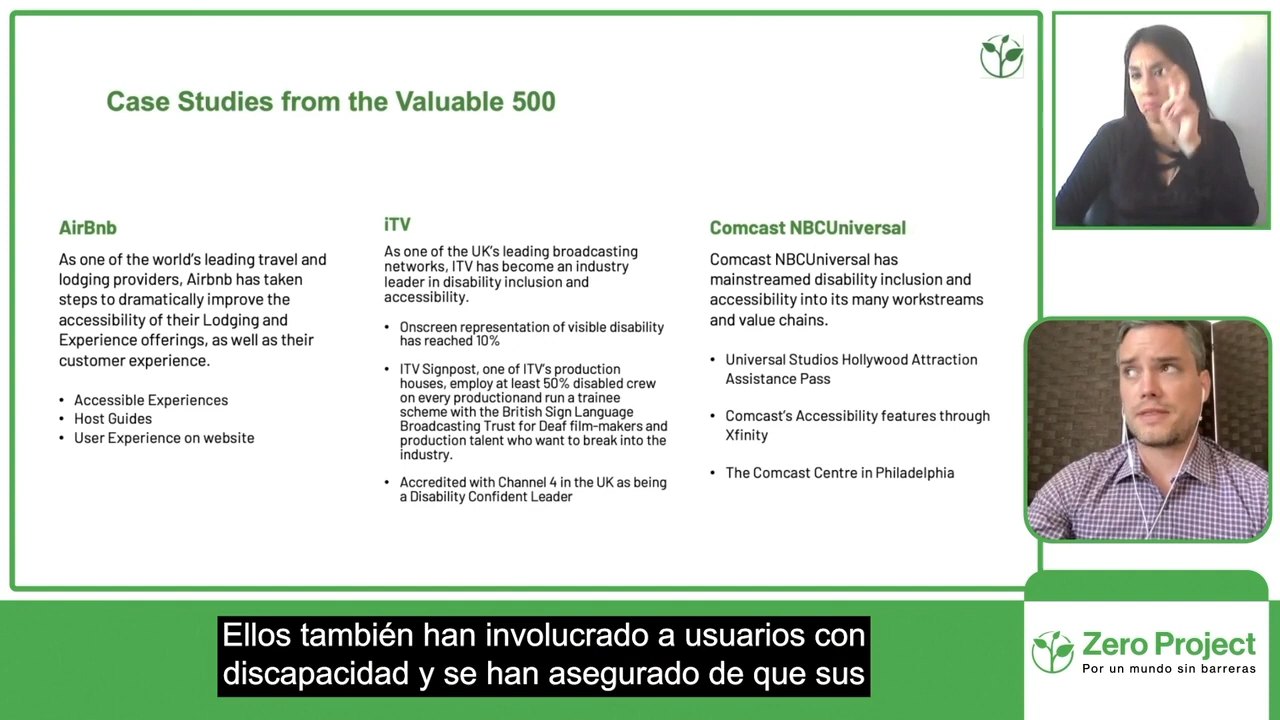 Case Studies from the Valuable 500
AirBnb
As one of the world's leading travel and
lodging providers, Airbnb has taken
steps to dramatically improve the
accessibility of their Lodging and
Experience offerings, as well as their
customer experience.
• Accessible Experiences
• Host Guides
• User Experience on website
iTV
As one of the UK's leading broadcasting
networks, ITV has become an industry
leader in disability inclusion and
accessibility.
• Onscreen representation of visible disability
has reached 10%
• ITV Signpost, one of ITV's production
houses, employ at least 50% disabled crew
on every productionand run a trainee
scheme with the British Sign Language
Broadcasting Trust for Deaf film-makers and
production talent who want to break into the
industry.
• Accredited with Channel 4 in the UK as being
a Disability Confident Leader
Comcast NBCUniversal
Comcast NBCUniversal has
mainstreamed disability inclusion and
accessibility into its many workstreams
and value chains.
• Universal Studios Hollywood Attraction
Assistance Pass
• Comcast's Accessibility features through
Xfinity
• The Comcast Centre in Philadelphia
Ellos también han involucrado a usuarios con
discapacidad y se han asegurado de que sus
Zero Project
Por un mundo sin barreras